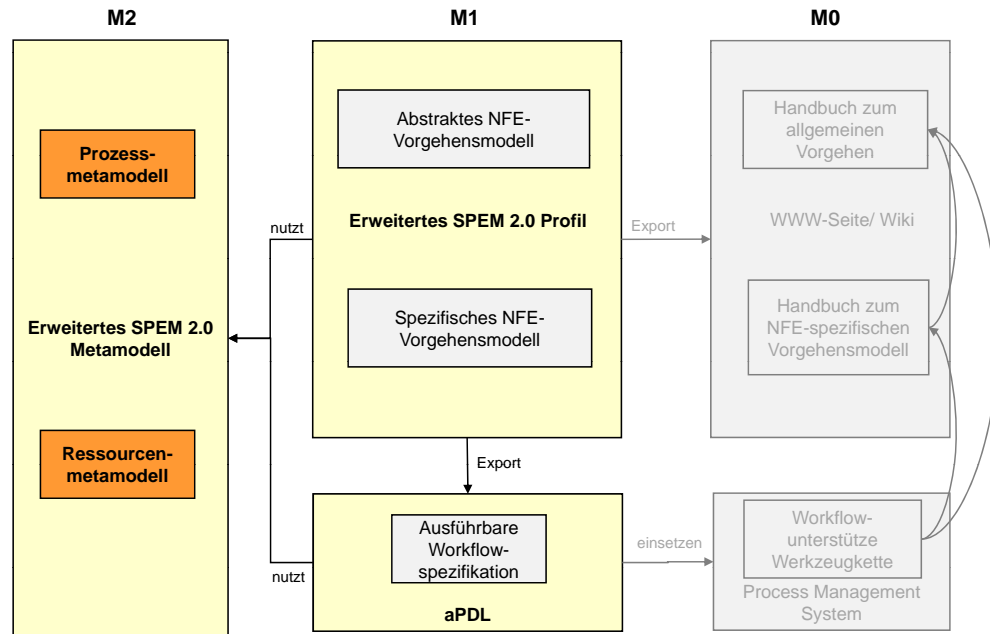 M2
M1
M0
Prozess-
metamodell
Erweitertes SPEM 2.0
Metamodell
Ressourcen-
metamodell
nutzt
nutzt
Abstraktes NFE-
Vorgehensmodell
Erweitertes SPEM 2.0 Profil
Spezifisches NFE-
Vorgehensmodell
Export
Export
Ausführbare
Workflow-
spezifikation
aPDL
einsetzen
Handbuch zum
allgemeinen
Vorgehen
WWW-Seite/ Wiki
Handbuch zum
NFE-spezifischen
Vorgehensmodell
Workflow-
unterstütze
Werkzeugkette
Process Management
System